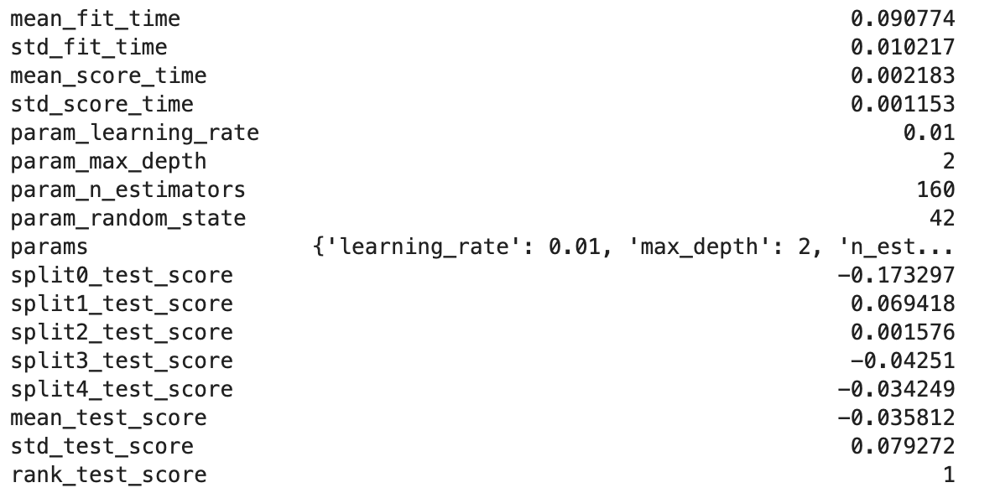 mean_fit_time 0.090774
std_fit_time 0.010217
mean_score_time 0.002183
std_score_time 0.001153
param_learning_rate 0.01
param_max_depth 2
param_n_estimators 160
param_random_state 42
params {'learning_rate': 0.01, 'max_depth': 2, 'n_est...
split0_test_score -0.173297
split1_test_score 0.069418
split2_test_score 0.001576
split3_test_score -0.04251
split4_test_score -0.034249
mean_test_score -0.035812
std_test_score 0.079272
rank_test_score 1